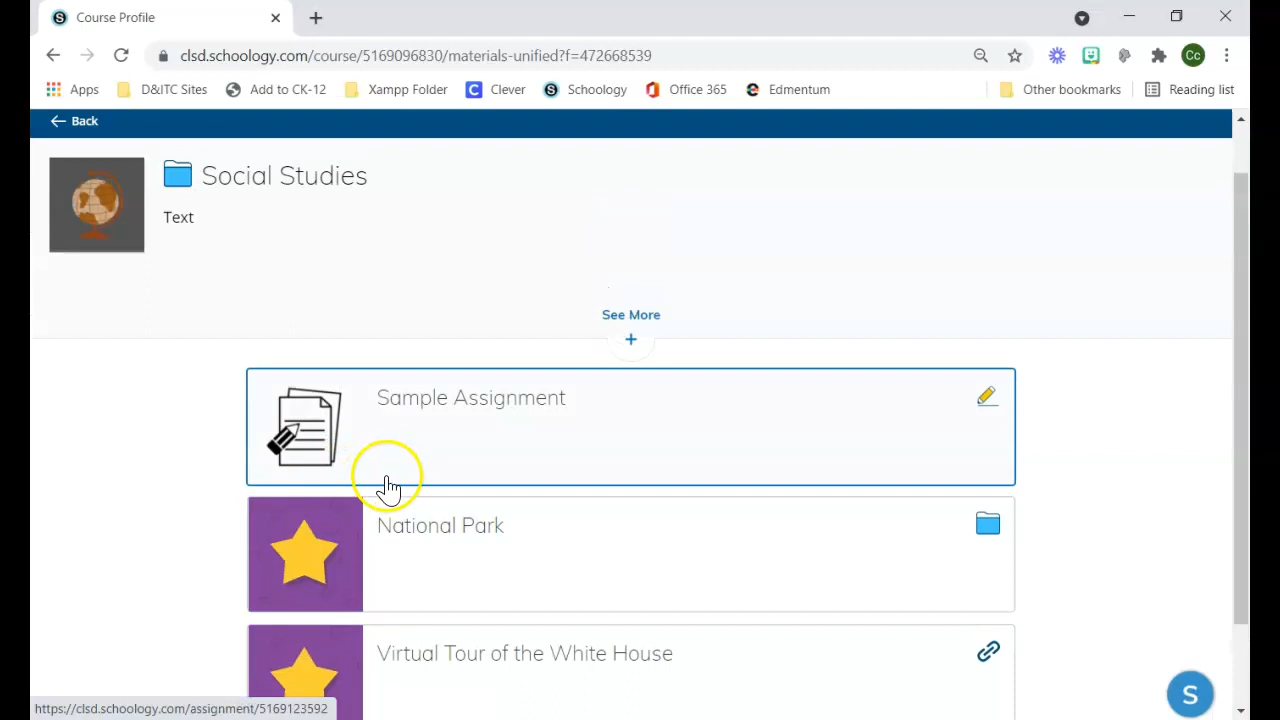 Course Profile
clsd.schoology.com/course/5169096830/materials-unified?f=472668539
Cc
Apps D&ITC Sites Add to CK-12 Xampp Folder Clever Schoology Office 365 Edmentum Other bookmarks Reading list
Back
Social Studies
Text
See More
+
Sample Assignment
National Park
Virtual Tour of the White House
S
https://clsd.schoology.com/assignment/5169123592